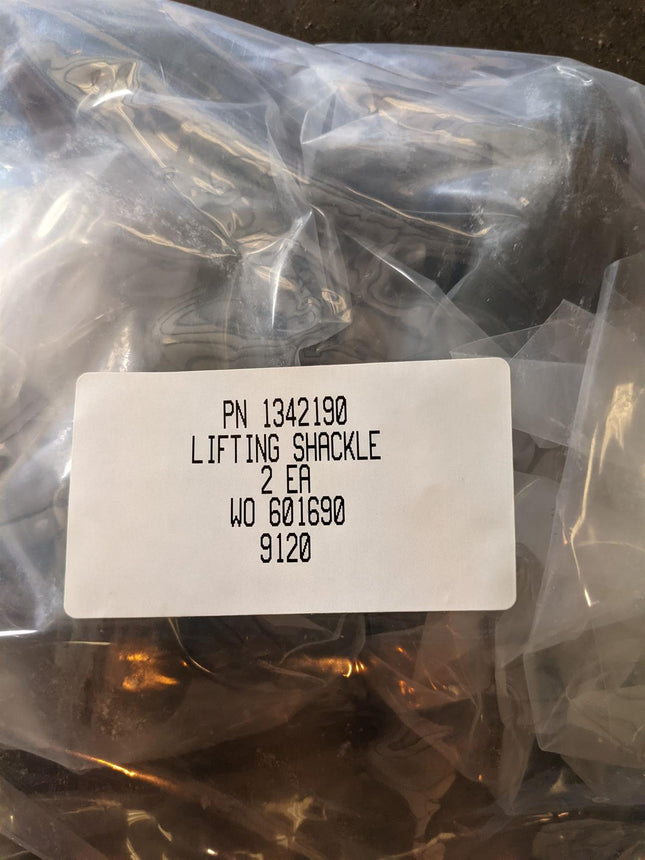 PN 1342190
LIFTING SHACKLE
2 EA
WO 601690
9120